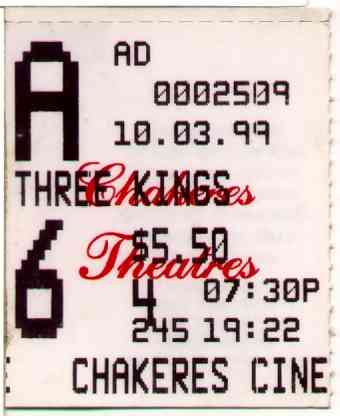 A AD
0002509
10.03.99
THREE KINGS
Chakeres
6 $5.50
Theatres
4 07:30P
245 19:22
: CHAKERES CINE